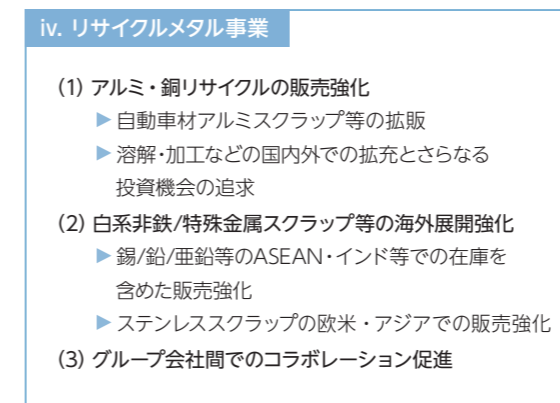 iv. リサイクルメタル事業
(1) アルミ・銅リサイクルの販売強化
▶自動車材アルミスクラップ等の拡販
▶溶解・加工などの国内外での拡充とさらなる
投資機会の追求
(2) 白系非鉄/特殊金属スクラップ等の海外展開強化
▶錫/鉛/亜鉛等のASEAN・インド等での在庫を
含めた販売強化
▶ステンレススクラップの欧米・アジアでの販売強化
(3) グループ会社間でのコラボレーション促進